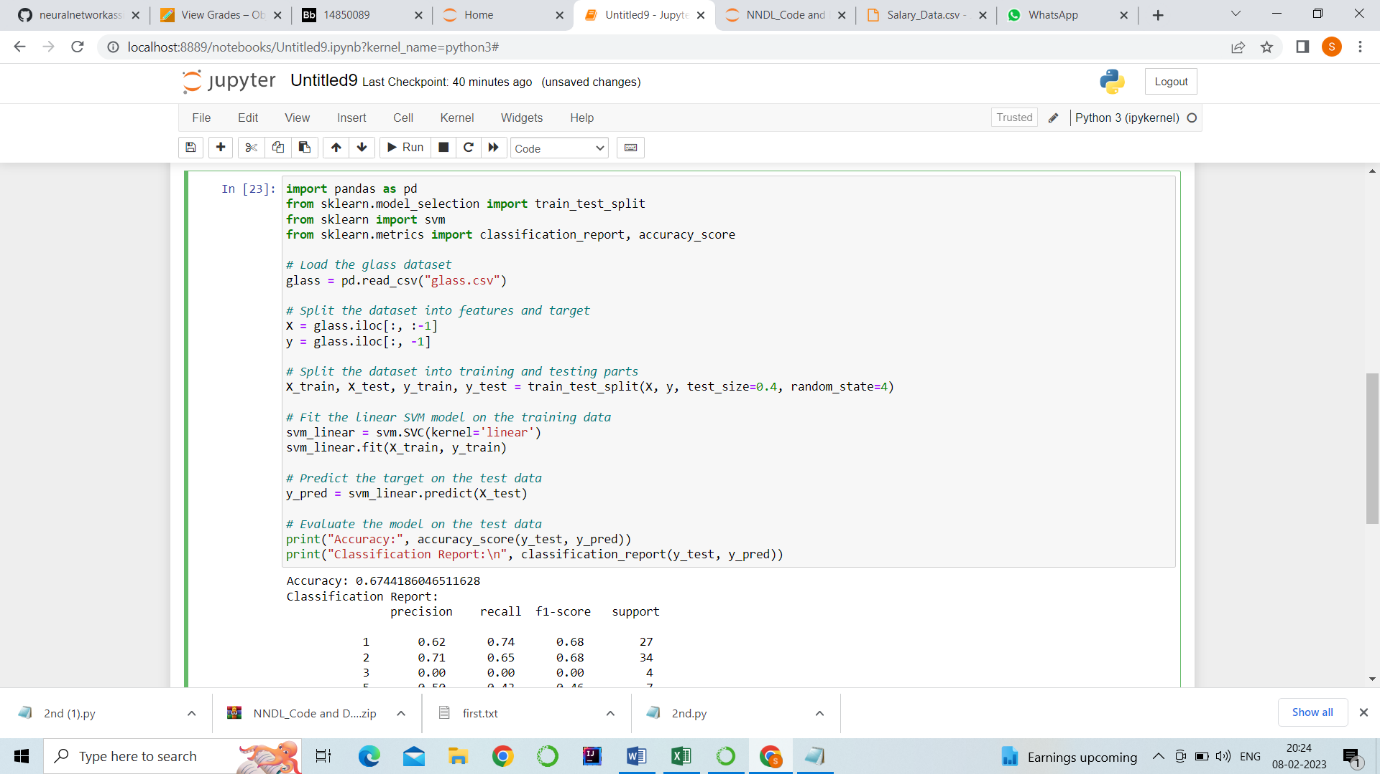 neuralnetworkass
View Grades – Ob
Bb 14850089
Home
Untitled9 - Jupyte
NNDL_Code and
Salary_Data.csv -
WhatsApp
localhost:8889/notebooks/Untitled9.ipynb?kernel_name=python3#
S
jupyter Untitled9 Last Checkpoint: 40 minutes ago (unsaved changes)
Logout
File Edit View Insert Cell Kernel Widgets Help
Trusted Python 3 (ipykernel)
Run Code
In [23]: import pandas as pd
from sklearn.model_selection import train_test_split
from sklearn import svm
from sklearn.metrics import classification_report, accuracy_score
# Load the glass dataset
glass = pd.read_csv("glass.csv")
# Split the dataset into features and target
X = glass.iloc[:, :-1]
y = glass.iloc[:, -1]
# Split the dataset into training and testing parts
X_train, X_test, y_train, y_test = train_test_split(X, y, test_size=0.4, random_state=4)
# Fit the linear SVM model on the training data
svm_linear = svm.SVC(kernel='linear')
svm_linear.fit(X_train, y_train)
# Predict the target on the test data
y_pred = svm_linear.predict(X_test)
# Evaluate the model on the test data
print("Accuracy:", accuracy_score(y_test, y_pred))
print("Classification Report:\n", classification_report(y_test, y_pred))
Accuracy: 0.6744186046511628
Classification Report:
precision recall f1-score support
1 0.62 0.74 0.68 27
2 0.71 0.65 0.68 34
3 0.00 0.00 0.00 4
2nd (1).py
NNDL_Code and D....zip
first.txt
2nd.py
Show all
Type here to search
Earnings upcoming
ENG
20:24
08-02-2023
1